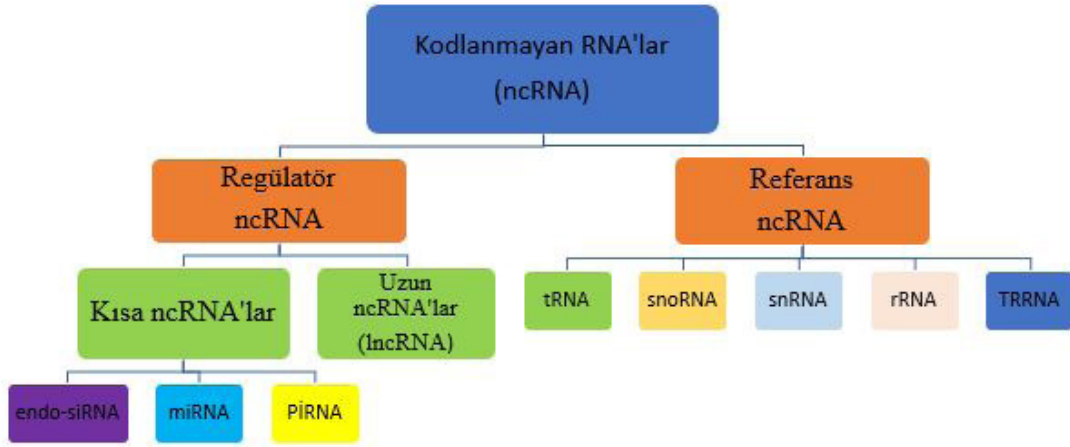 Kodlanmayan RNA'lar
(ncRNA)
Regülatör
ncRNA
Referans
ncRNA
Kısa ncRNA'lar
Uzun
ncRNA'lar
(lncRNA)
tRNA
snoRNA
snRNA
rRNA
TRRNA
endo-siRNA
miRNA
PİRNA